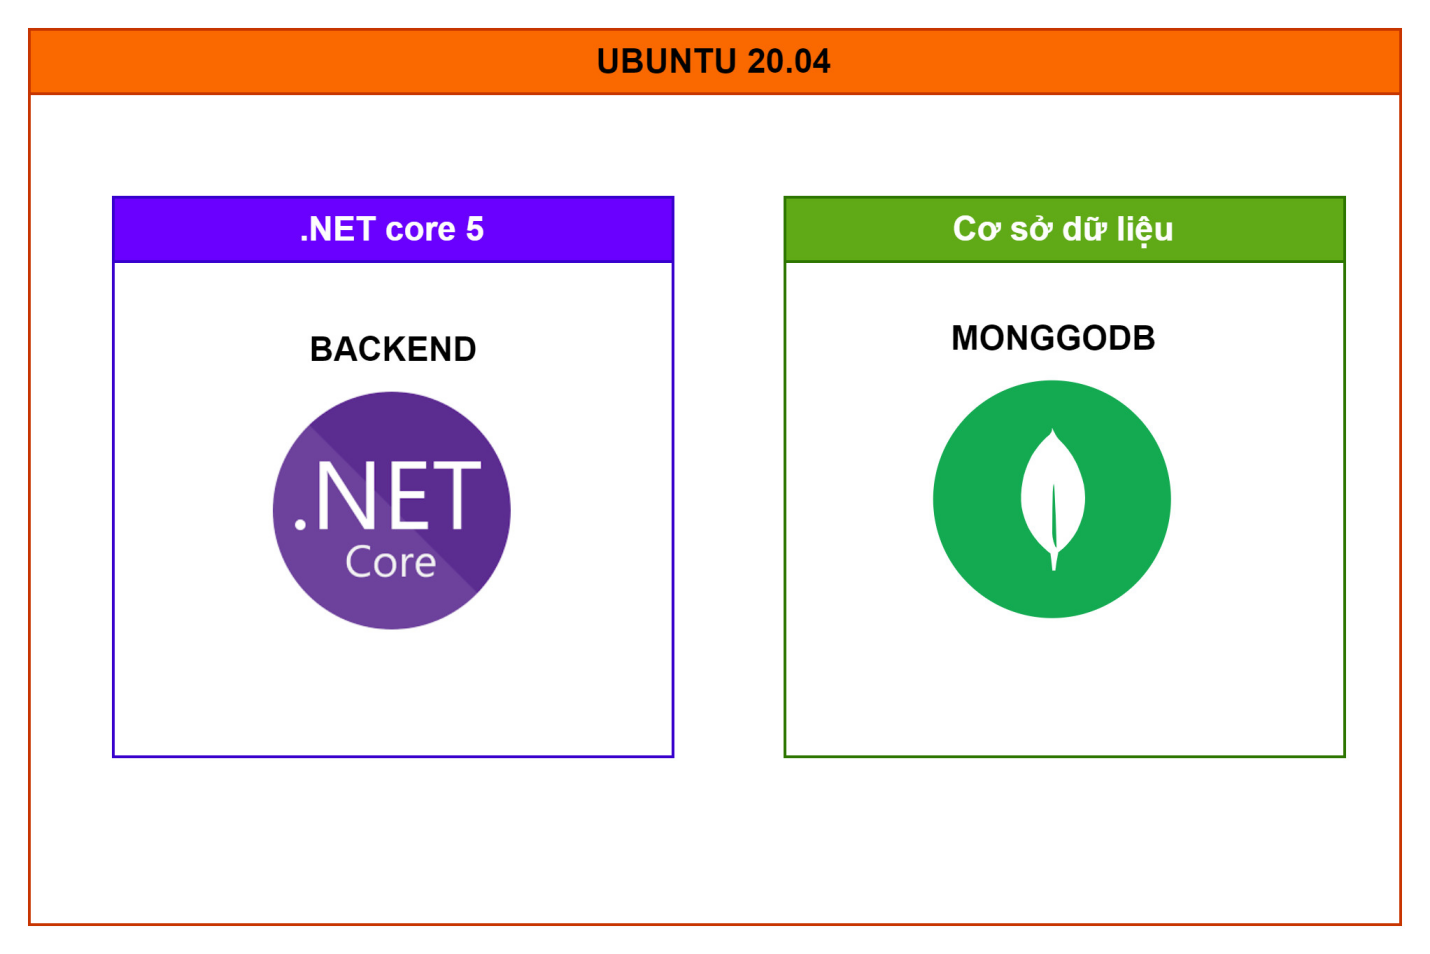 UBUNTU 20.04
.NET core 5
Cơ sở dữ liệu
BACKEND
MONGGODB
.NET
Core